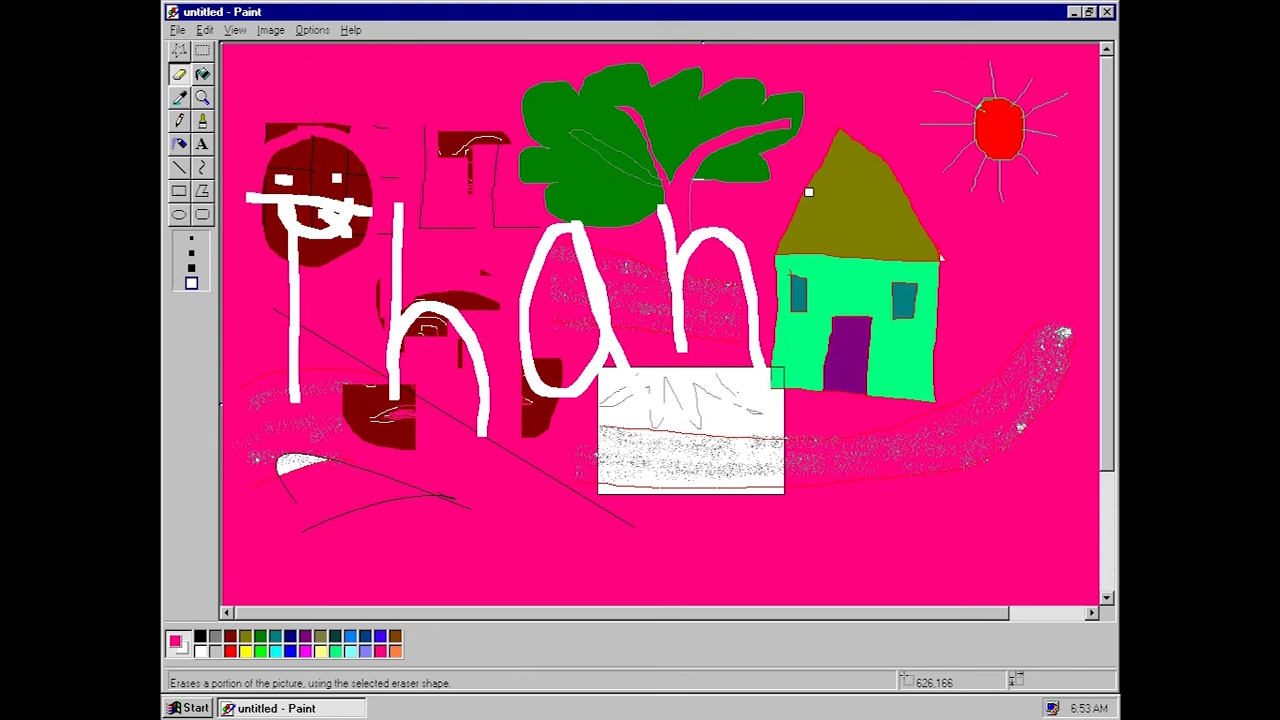 untitled - Paint
File Edit View Image Options Help
Than
Erases a portion of the picture, using the selected eraser shape.
626,166
Start untitled - Paint 6:53 AM